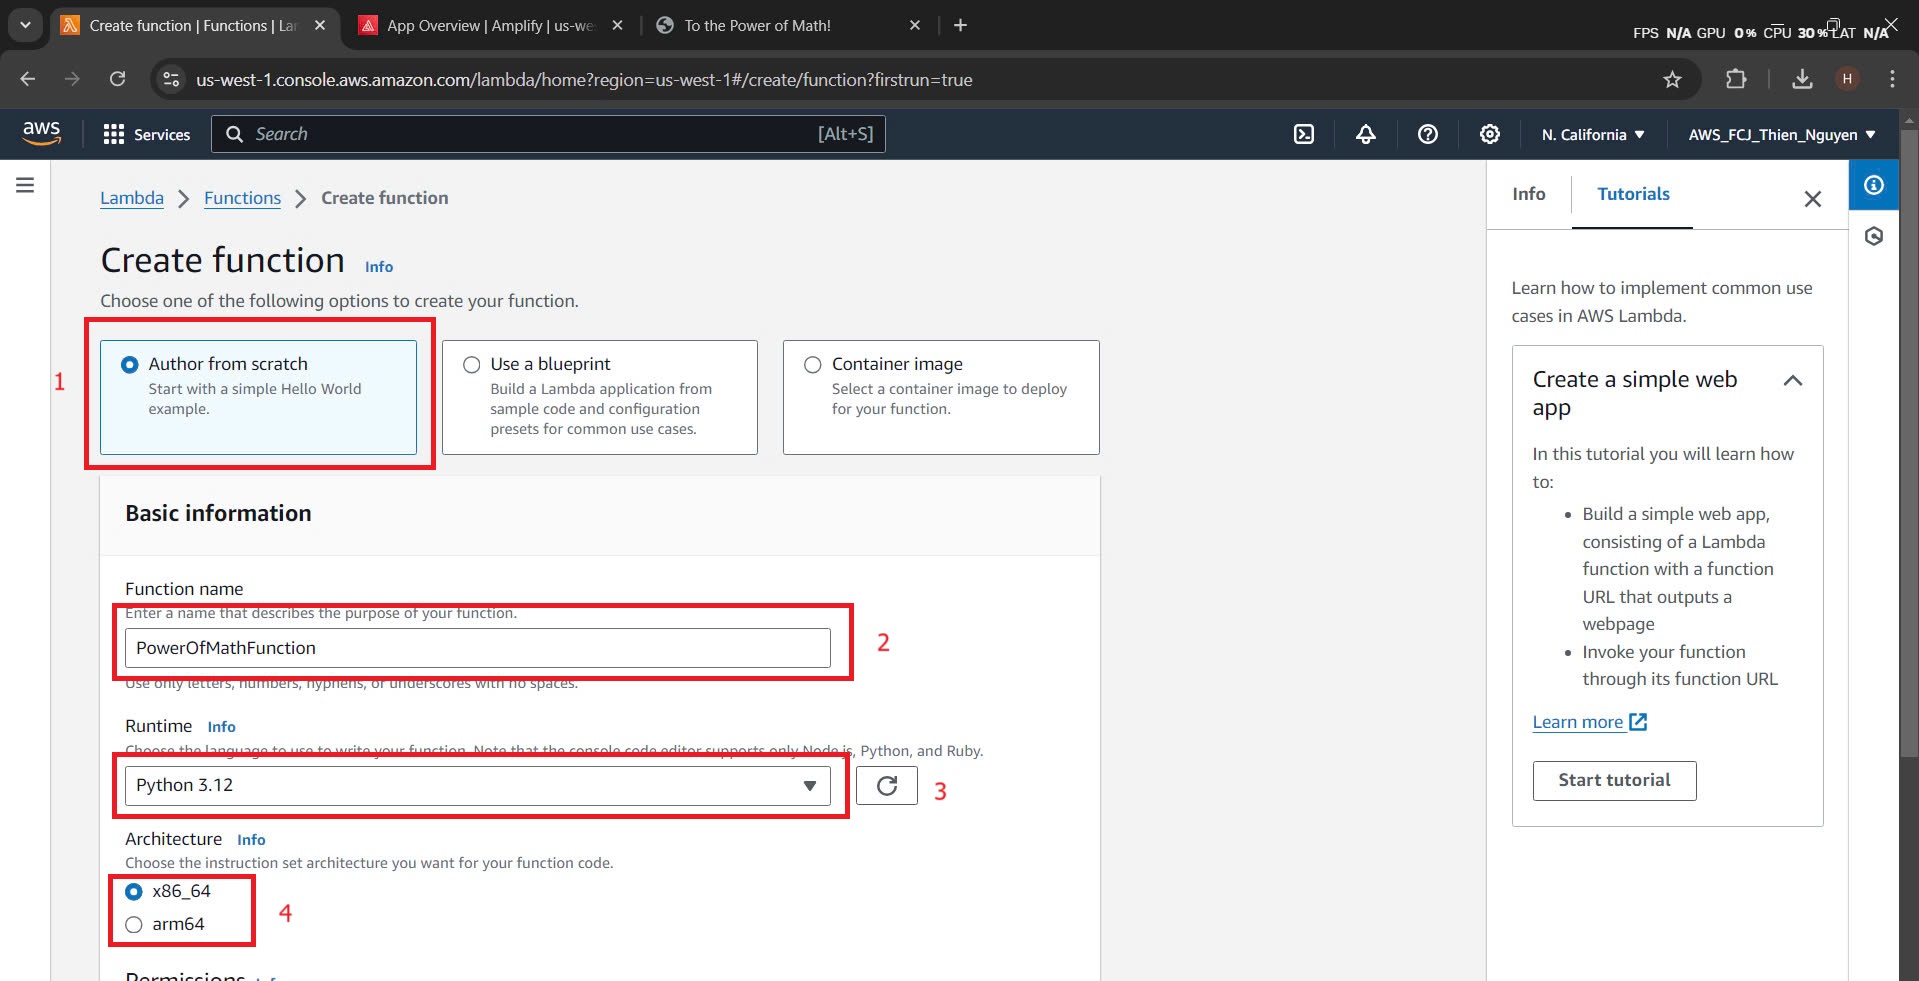 Create function | Functions | La
App Overview | Amplify | us-we
To the Power of Math!
FPS N/A GPU 0% CPU 30% LAT N/A
us-west-1.console.aws.amazon.com/lambda/home?region=us-west-1#/create/function?firstrun=true
H
aws
Services
Search
[Alt+S]
N. California
AWS_FCJ_Thien_Nguyen
Lambda
Functions
Create function
Create function
Info
Choose one of the following options to create your function.
1
Author from scratch
Start with a simple Hello World
example.
Use a blueprint
Build a Lambda application from
sample code and configuration
presets for common use cases.
Container image
Select a container image to deploy
for your function.
Basic information
Function name
Enter a name that describes the purpose of your function.
PowerOfMathFunction
2
Use only letters, numbers, hyphens, or underscores with no spaces.
Runtime
Info
Choose the language to use to write your function. Note that the console code editor supports only Node.js, Python, and Ruby.
Python 3.12
3
Architecture
Info
Choose the instruction set architecture you want for your function code.
x86_64
arm64
4
Permissions
Info
Tutorials
Learn how to implement common use
cases in AWS Lambda.
Create a simple web
app
In this tutorial you will learn how
to:
• Build a simple web app,
consisting of a Lambda
function with a function
URL that outputs a
webpage
• Invoke your function
through its function URL
Learn more
Start tutorial